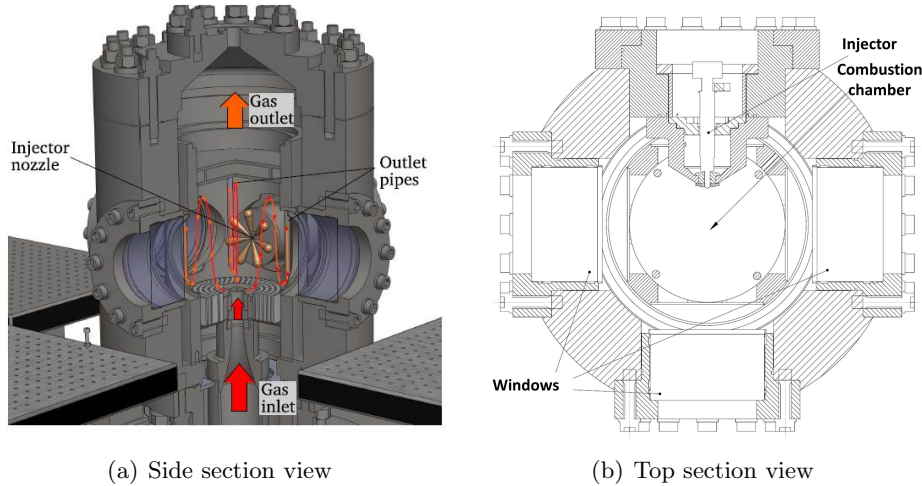 Gas
outlet
Injector
nozzle
Outlet
pipes
Gas
inlet
Injector
Combustion
chamber
Windows
(a) Side section view
(b) Top section view